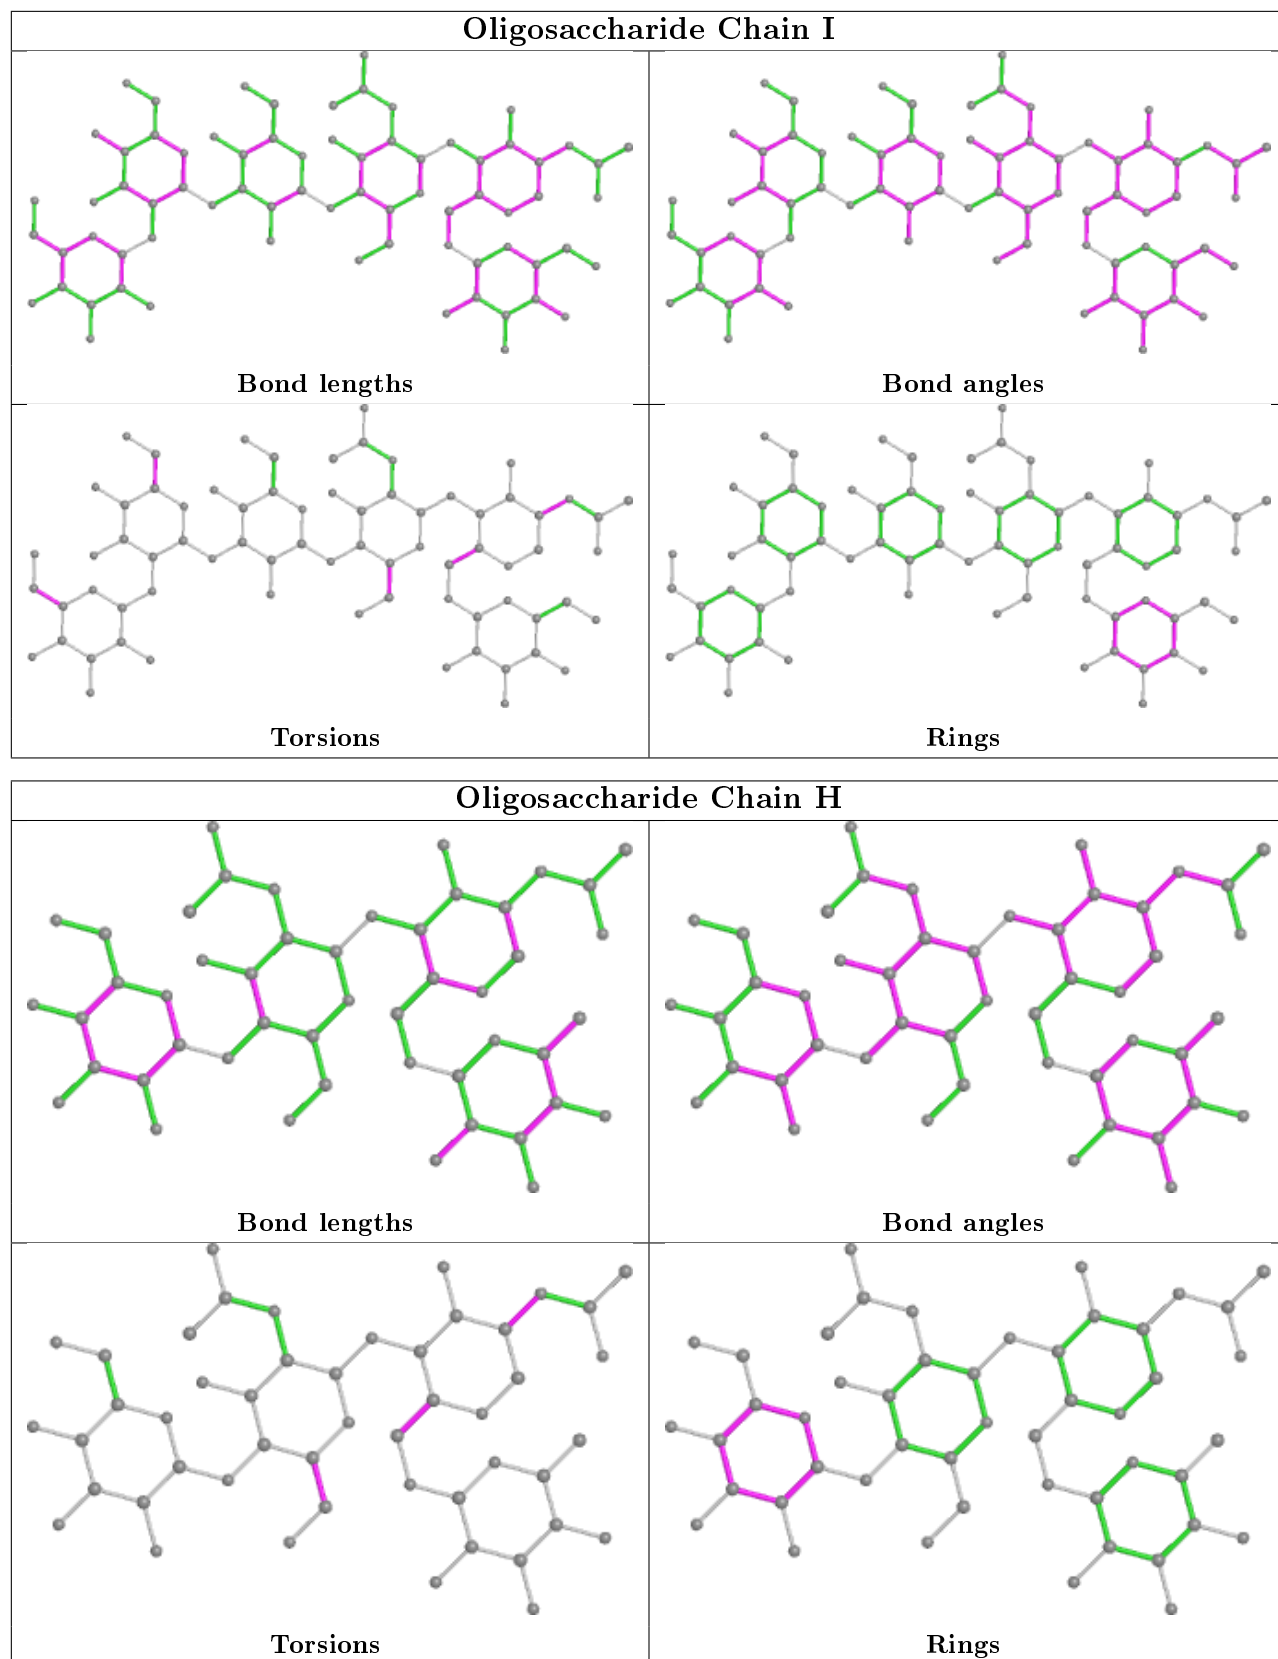 Oligosaccharide Chain I
Bond lengths
Bond angles
Torsions
Rings
Oligosaccharide Chain H
Bond lengths
Bond angles
Torsions
Rings